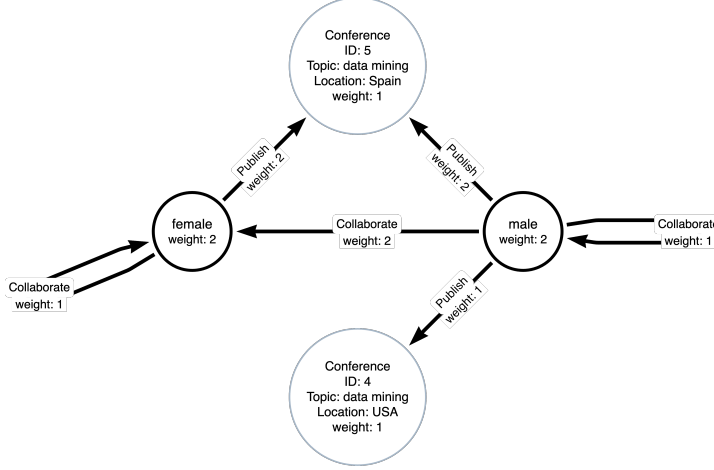 Conference
ID: 5
Topic: data mining
Location: Spain
weight: 1
Publish
weight: 2
Publish
weight: 2
female
weight: 2
Collaborate
weight: 2
male
weight: 2
Collaborate
weight: 1
Collaborate
weight: 1
Publish
weight: 1
Conference
ID: 4
Topic: data mining
Location: USA
weight: 1